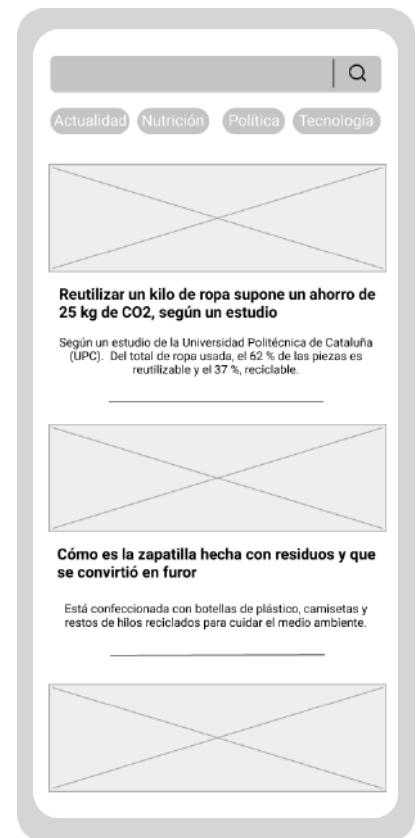 Actualidad Nutrición Política Tecnología
Reutilizar un kilo de ropa supone un ahorro de
25 kg de CO2, según un estudio
Según un estudio de la Universidad Politécnica de Cataluña
(UPC). Del total de ropa usada, el 62 % de las piezas es
reutilizable y el 37 %, reciclable.
Cómo es la zapatilla hecha con residuos y que
se convirtió en furor
Está confeccionada con botellas de plástico, camisetas y
restos de hilos reciclados para cuidar el medio ambiente.